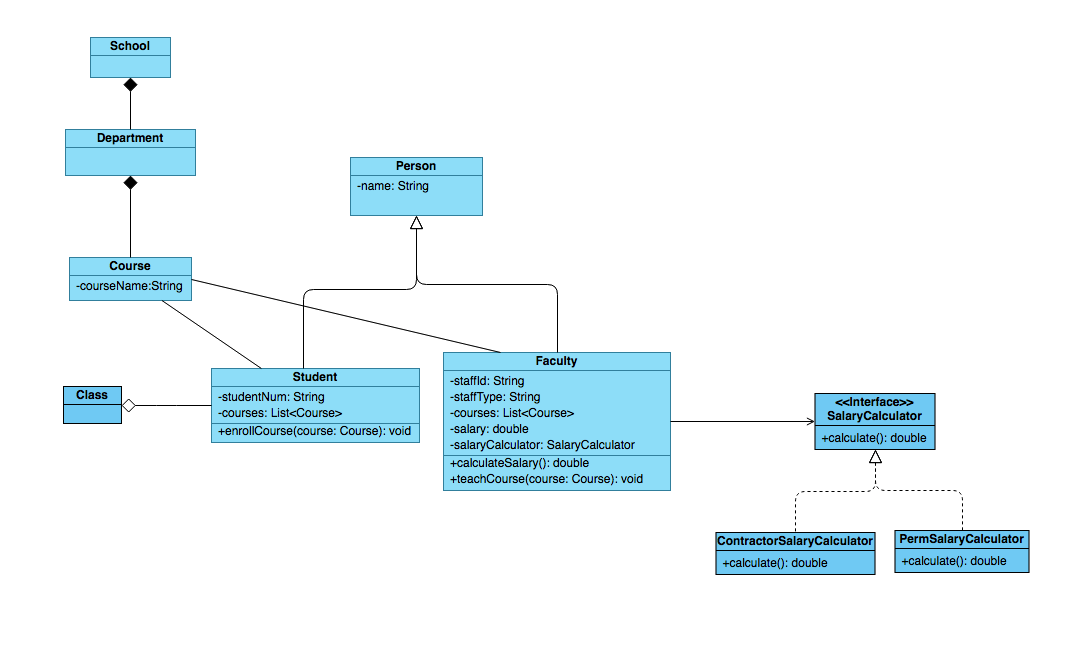 School
Department
Person
-name: String
Course
-courseName:String
Faculty
-staffId: String
-staffType: String
-courses: List<Course>
-salary: double
-salaryCalculator: SalaryCalculator
+calculateSalary(): double
+teachCourse(course: Course): void
Student
-studentNum: String
-courses: List<Course>
+enrollCourse(course: Course): void
Class
<<Interface>>
SalaryCalculator
+calculate(): double
ContractorSalaryCalculator
+calculate(): double
PermSalaryCalculator
+calculate(): double